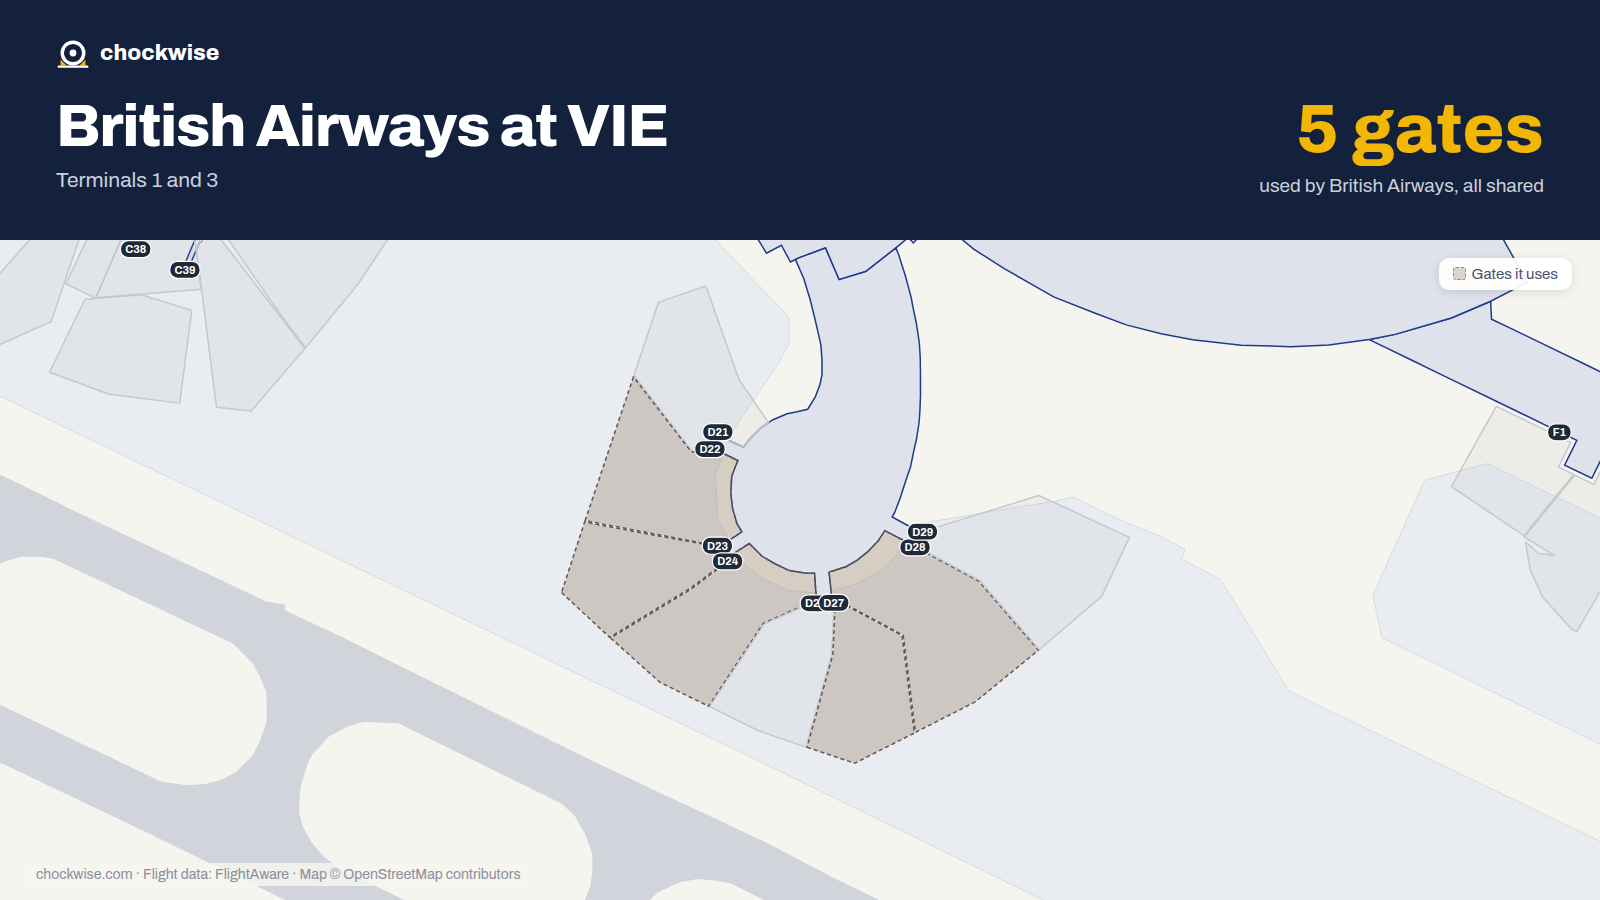 chockwise
British Airways at VIE
Terminals 1 and 3
5 gates
used by British Airways, all shared
C38
C39
Gates it uses
D21
D22
F1
D23
D24
D29
D28
D27
chockwise.com · Flight data: FlightAware · Map © OpenStreetMap contributors